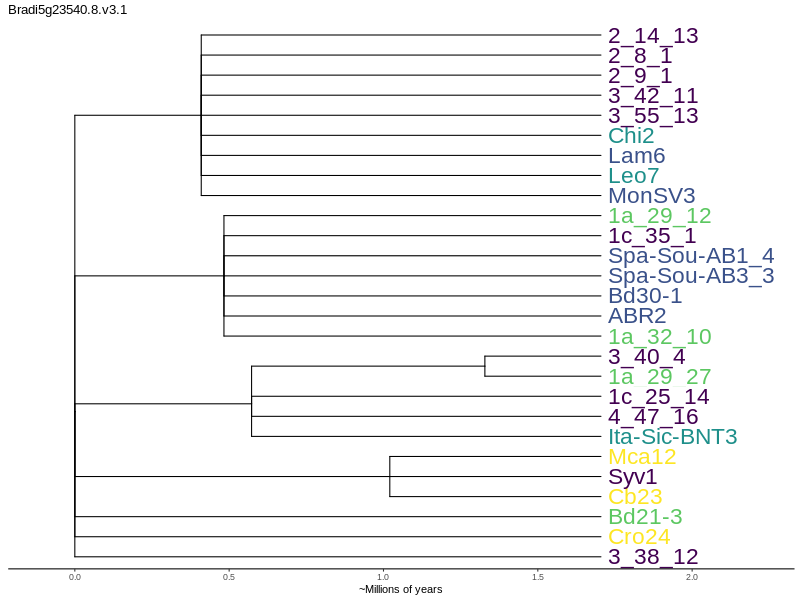 Bradi5g23540.8.v3.1
2_14_13
2_8_1
2_9_1
3_42_11
3_55_13
Chi2
Lam6
Leo7
MonSV3
1a_29_12
1c_35_1
Spa-Sou-AB1_4
Spa-Sou-AB3_3
Bd30-1
ABR2
1a_32_10
3_40_4
1a_29_27
1c_25_14
4_47_16
Ita-Sic-BNT3
Mca12
Syv1
Cb23
Bd21-3
Cro24
3_38_12
0.0 0.5 1.0 1.5 2.0
~Millions of years